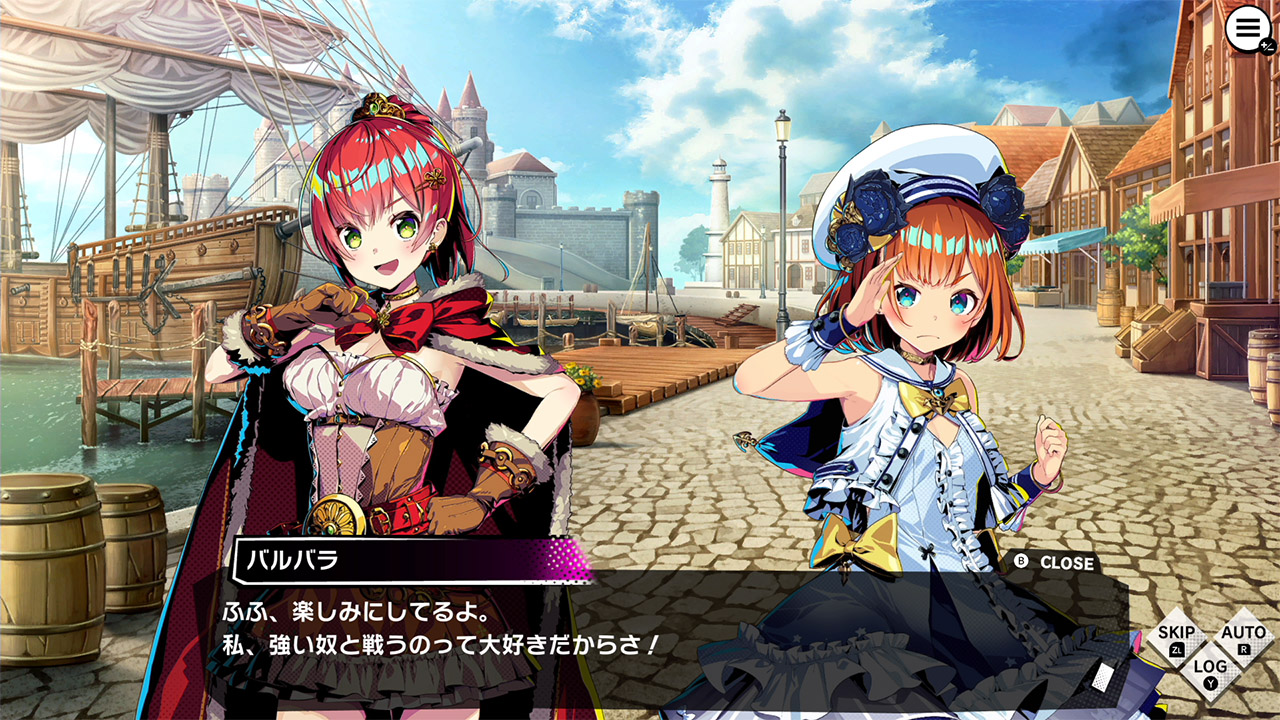 バルバラ
B CLOSE
ふふ、楽しみにしてるよ。
私、強い奴と戦うのって大好きだからさ！
SKIP
ZL
AUTO
R
LOG
Y
+/-